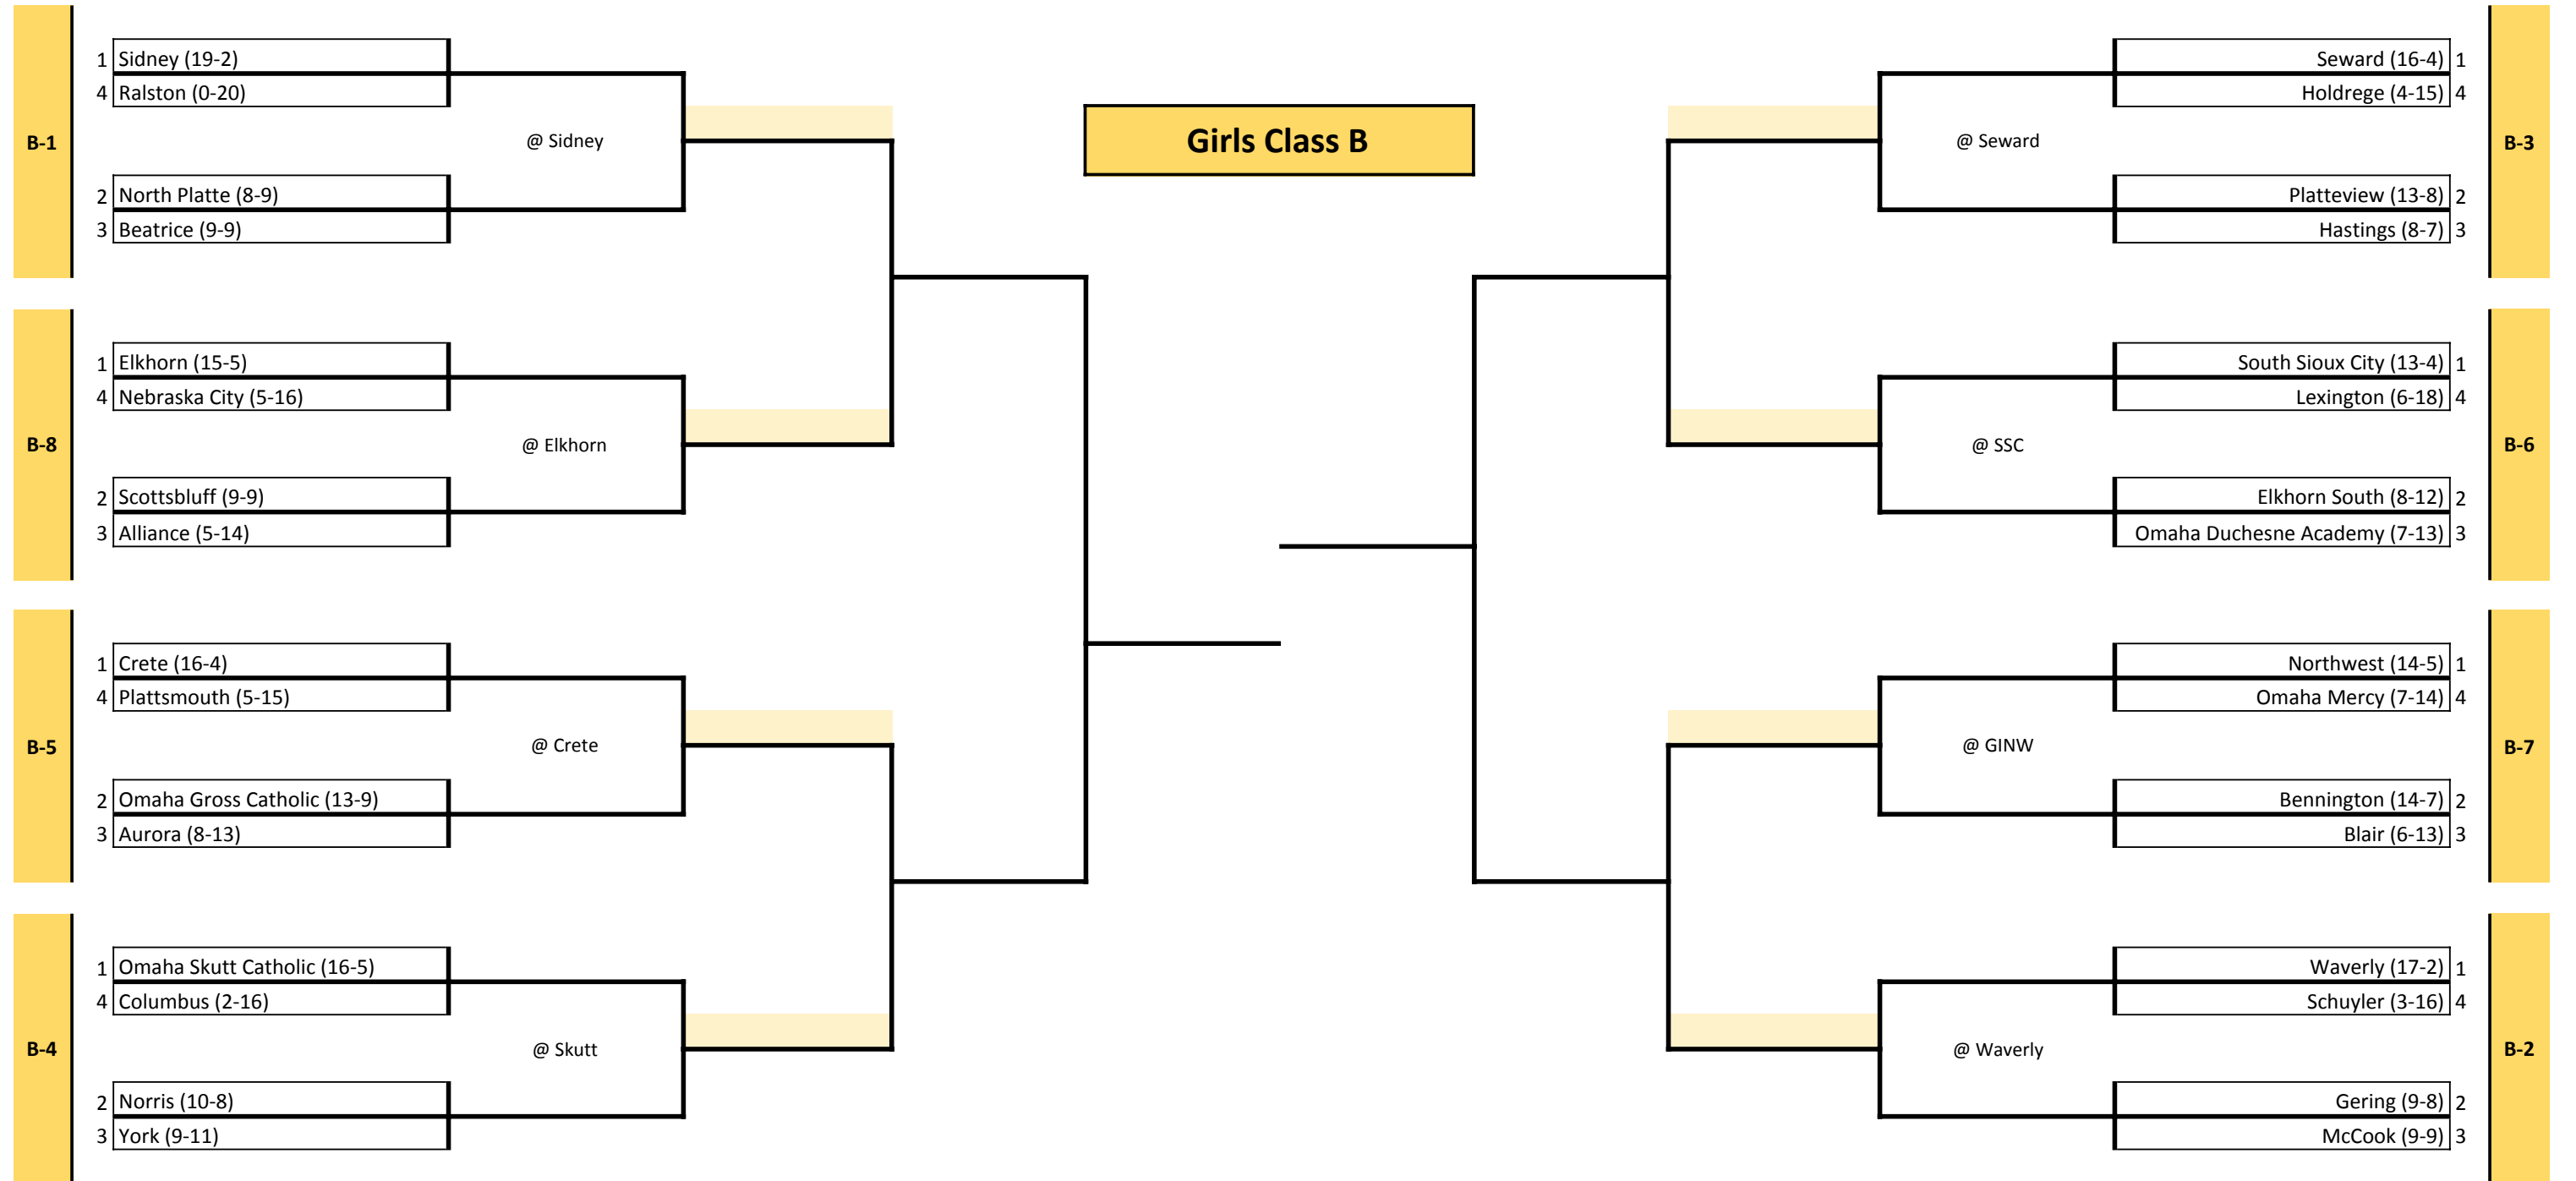 Girls Class B
B-1
1 Sidney (19-2)
4 Ralston (0-20)
@ Sidney
2 North Platte (8-9)
3 Beatrice (9-9)
B-8
1 Elkhorn (15-5)
4 Nebraska City (5-16)
@ Elkhorn
2 Scottsbluff (9-9)
3 Alliance (5-14)
B-5
1 Crete (16-4)
4 Plattsmouth (5-15)
@ Crete
2 Omaha Gross Catholic (13-9)
3 Aurora (8-13)
B-4
1 Omaha Skutt Catholic (16-5)
4 Columbus (2-16)
@ Skutt
2 Norris (10-8)
3 York (9-11)
B-3
Seward (16-4) 1
Holdrege (4-15) 4
@ Seward
Platteview (13-8) 2
Hastings (8-7) 3
B-6
South Sioux City (13-4) 1
Lexington (6-18) 4
@ SSC
Elkhorn South (8-12) 2
Omaha Duchesne Academy (7-13) 3
B-7
Northwest (14-5) 1
Omaha Mercy (7-14) 4
@ GINW
Bennington (14-7) 2
Blair (6-13) 3
B-2
Waverly (17-2) 1
Schuyler (3-16) 4
@ Waverly
Gering (9-8) 2
McCook (9-9) 3